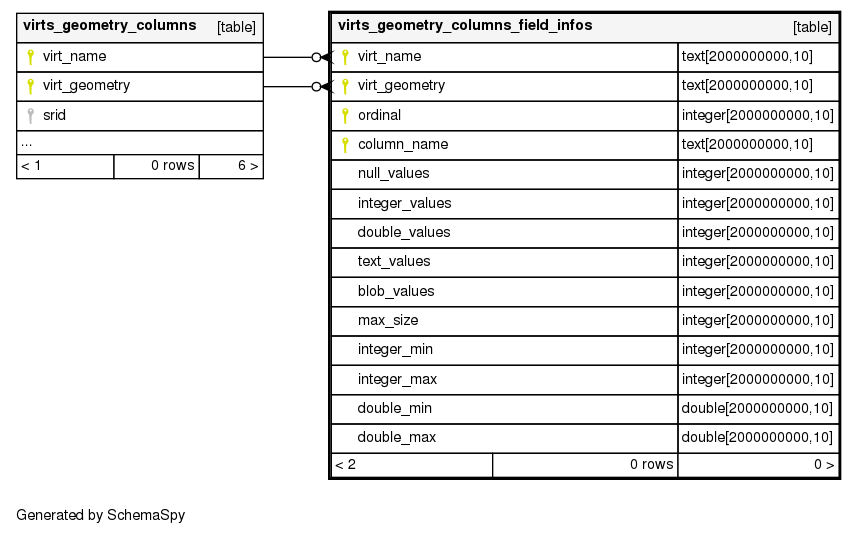 virts_geometry_columns [table]
virt_name
virt_geometry
srid
...
< 1 0 rows 6 >
virts_geometry_columns_field_infos [table]
virt_name text[2000000000,10]
virt_geometry text[2000000000,10]
ordinal integer[2000000000,10]
column_name text[2000000000,10]
null_values integer[2000000000,10]
integer_values integer[2000000000,10]
double_values integer[2000000000,10]
text_values integer[2000000000,10]
blob_values integer[2000000000,10]
max_size integer[2000000000,10]
integer_min integer[2000000000,10]
integer_max integer[2000000000,10]
double_min double[2000000000,10]
double_max double[2000000000,10]
< 2 0 rows 0 >
Generated by SchemaSpy